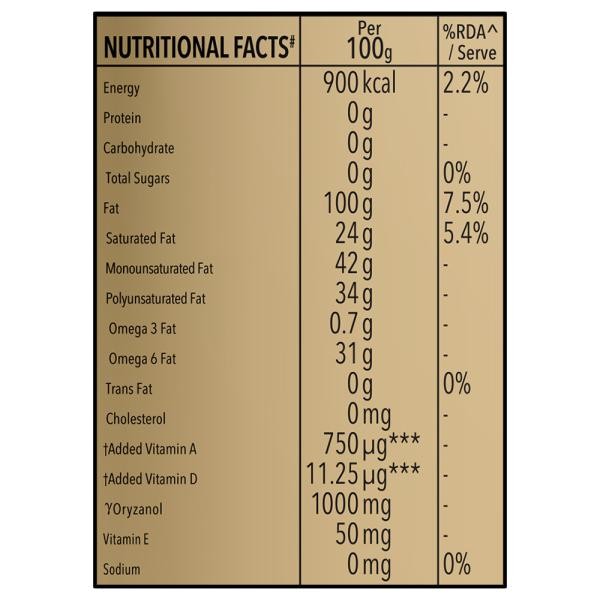 NUTRITIONAL FACTS⁂ Per 100g %RDA^ / Serve
Energy 900 kcal 2.2%
Protein 0 g -
Carbohydrate 0 g -
Total Sugars 0 g 0%
Fat 100 g 7.5%
Saturated Fat 24 g 5.4%
Monounsaturated Fat 42 g -
Polyunsaturated Fat 34 g -
Omega 3 Fat 0.7 g -
Omega 6 Fat 31 g -
Trans Fat 0 g 0%
Cholesterol 0 mg -
†Added Vitamin A 750 µg*** -
†Added Vitamin D 11.25 µg*** -
γOryzanol 1000 mg -
Vitamin E 50 mg -
Sodium 0 mg 0%